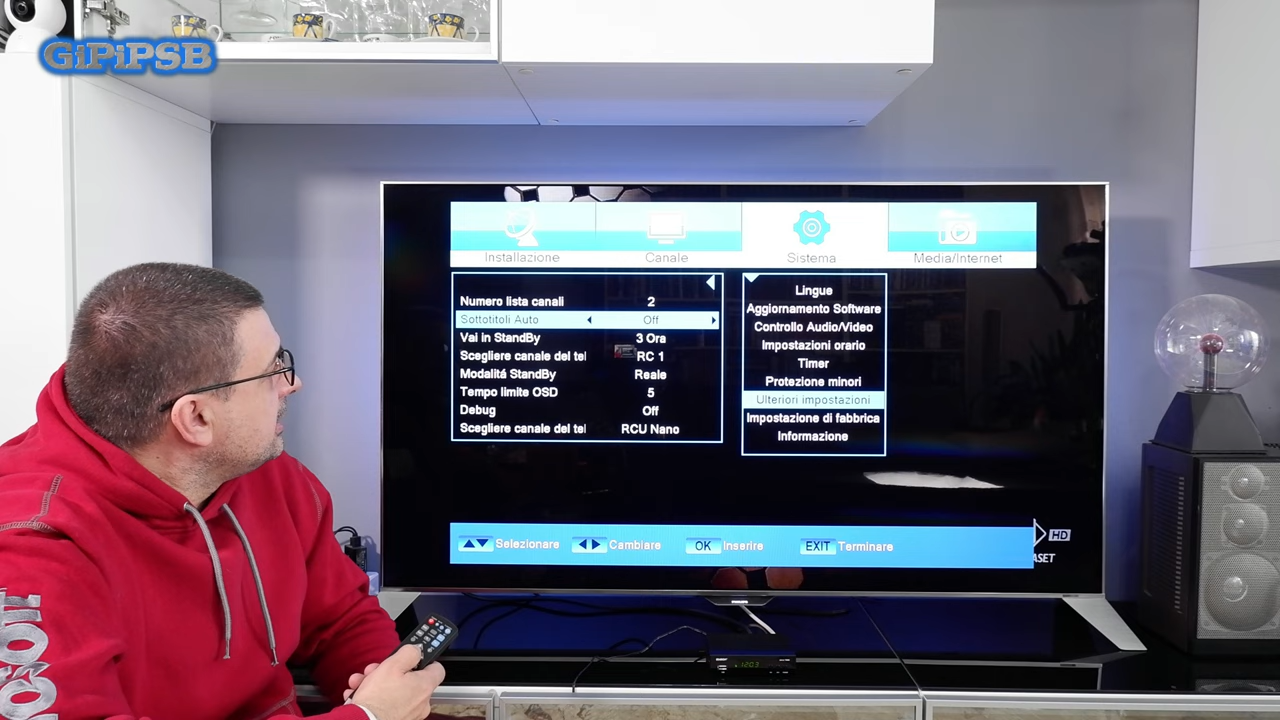 GiPiPSB
Installazione
Canale
Sistema
Media/Internet
Numero lista canali 2
Sottotitoli Auto Off
Vai in StandBy 3 Ora
Scegliere canale del tel RC 1
Modalitá StandBy Reale
Tempo limite OSD 5
Debug Off
Scegliere canale del tel RCU Nano
Lingue
Aggiornamento Software
Controllo Audio/Video
Impostazioni orario
Timer
Protezione minori
Ulteriori impostazioni
Impostazione di fabbrica
Informazione
Selezionare
Cambiare
OK Inserire
EXIT Terminare
HD
ASET
PHILIPS
1203